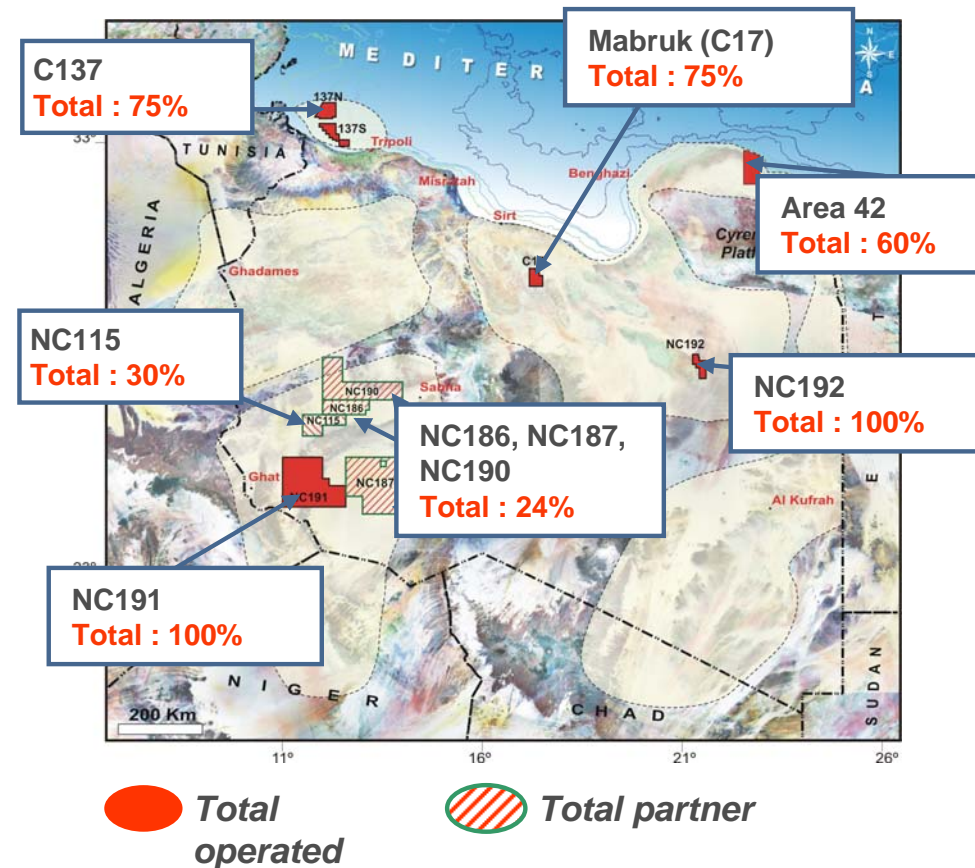 C137
Total : 75%
Mabruk (C17)
Total : 75%
MEDITER
A
N
E
137N
137S
33°
Tripoli
TUNISIA
Misratah
Benghazi
Sirt
Area 42
Total : 60%
ALGERIA
Ghadames
C1
NC115
Total : 30%
NC192
NC192
Total : 100%
Sabha
NC190
NC186
NC115
NC186, NC187,
NC190
Total : 24%
Ghat
NC191
NC187
Al Kufrah
NC191
Total : 100%
NIGER
CHAD
SUDAN
200 Km
11°
16°
21°
26°
Total
operated
Total partner